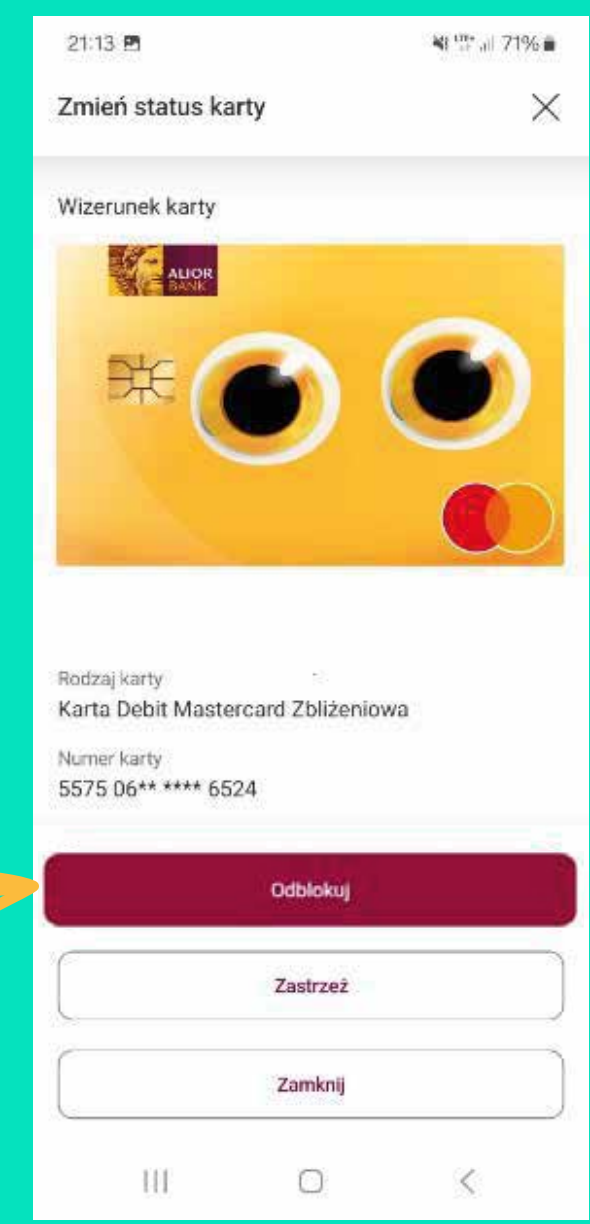 21:13
LTE+ 71%
Zmień status karty
Wizerunek karty
ALIOR
BANK
Rodzaj karty
Karta Debit Mastercard Zbliżeniowa
Numer karty
5575 06** **** 6524
Odblokuj
Zastrzeż
Zamknij